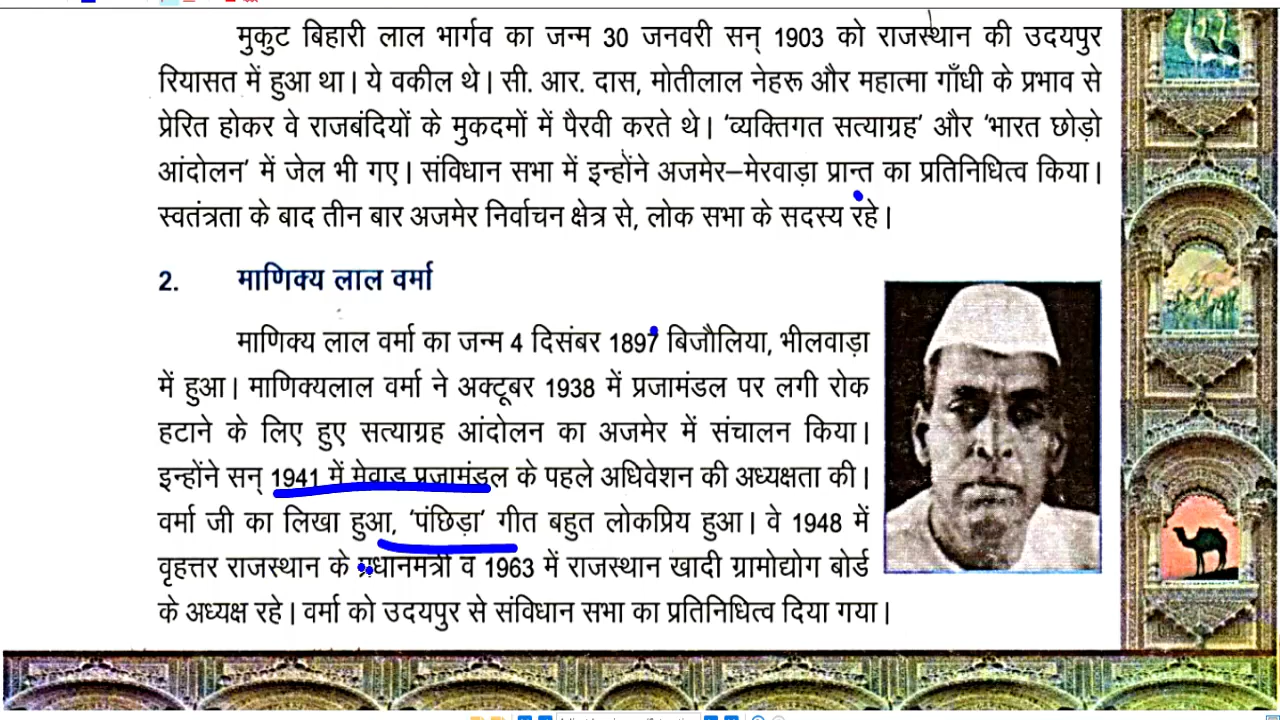 मुकुट बिहारी लाल भार्गव का जन्म 30 जनवरी सन् 1903 को राजस्थान की उदयपुर
रियासत में हुआ था। ये वकील थे। सी. आर. दास, मोतीलाल नेहरू और महात्मा गाँधी के प्रभाव से
प्रेरित होकर वे राजबंदियों के मुकदमों में पैरवी करते थे। 'व्यक्तिगत सत्याग्रह' और 'भारत छोड़ो
आंदोलन' में जेल भी गए। संविधान सभा में इन्होंने अजमेर–मेरवाड़ा प्रान्त का प्रतिनिधित्व किया।
स्वतंत्रता के बाद तीन बार अजमेर निर्वाचन क्षेत्र से, लोक सभा के सदस्य रहे।
2. माणिक्य लाल वर्मा
माणिक्य लाल वर्मा का जन्म 4 दिसंबर 1897 बिजौलिया, भीलवाड़ा
में हुआ। माणिक्यलाल वर्मा ने अक्टूबर 1938 में प्रजामंडल पर लगी रोक
हटाने के लिए हुए सत्याग्रह आंदोलन का अजमेर में संचालन किया।
इन्होंने सन् 1941 में मेवाड़ प्रजामंडल के पहले अधिवेशन की अध्यक्षता की।
वर्मा जी का लिखा हुआ, 'पंछिड़ा' गीत बहुत लोकप्रिय हुआ। वे 1948 में
वृहत्तर राजस्थान के प्रधानमंत्री व 1963 में राजस्थान खादी ग्रामोद्योग बोर्ड
के अध्यक्ष रहे। वर्मा को उदयपुर से संविधान सभा का प्रतिनिधित्व दिया गया।